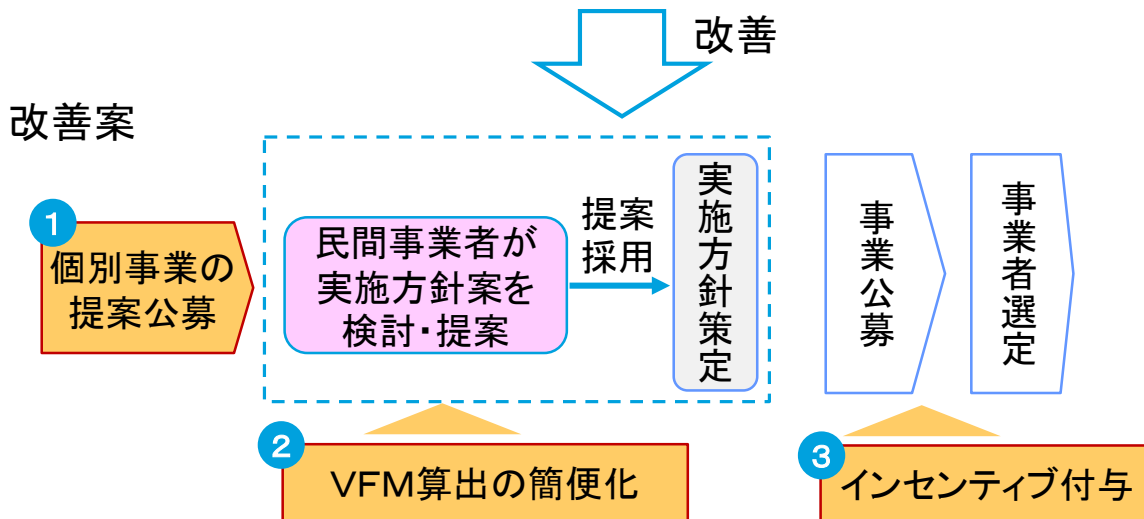 改善
改善案
1
個別事業の
提案公募
民間事業者が
実施方針案を
検討・提案
提案
採用
実施方針策定
事業公募
事業者選定
2
VFM算出の簡便化
3
インセンティブ付与